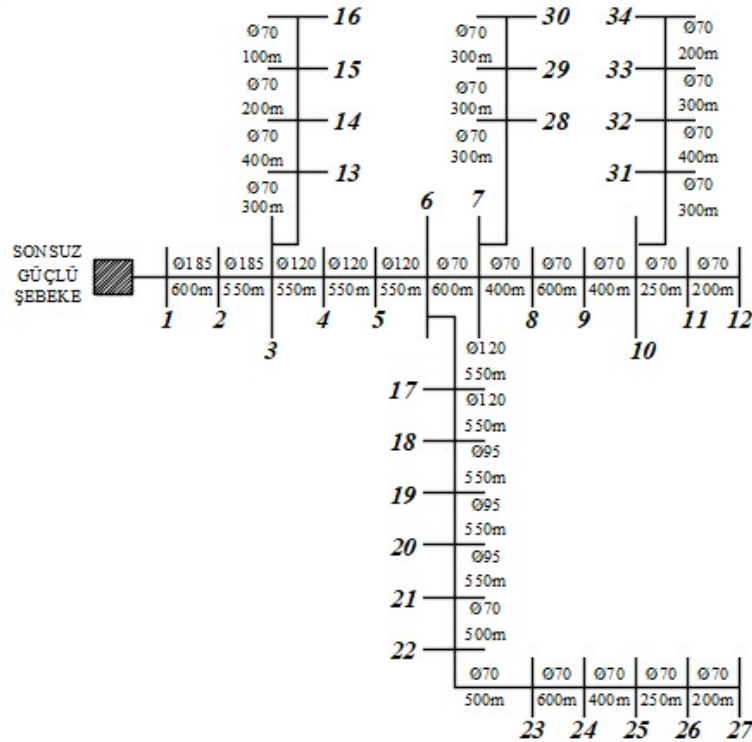 16
30
34
Ø70
100m
Ø70
300m
Ø70
200m
15
29
33
Ø70
200m
Ø70
300m
Ø70
300m
14
28
32
Ø70
400m
Ø70
300m
Ø70
400m
13
31
Ø70
300m
Ø70
300m
6
7
SONSUZ
GÜÇLÜ
ŞEBEKE
Ø185 Ø185 Ø120 Ø120 Ø120 Ø70 Ø70 Ø70 Ø70 Ø70 Ø70
600m 550m 550m 550m 550m 600m 400m 600m 400m 250m 200m
1 2 3 4 5 8 9 10 11 12
Ø120
550m
17
Ø120
550m
18
Ø95
550m
19
Ø95
550m
20
Ø95
550m
21
Ø70
500m
22
Ø70 Ø70 Ø70 Ø70 Ø70
500m 600m 400m 250m 200m
23 24 25 26 27